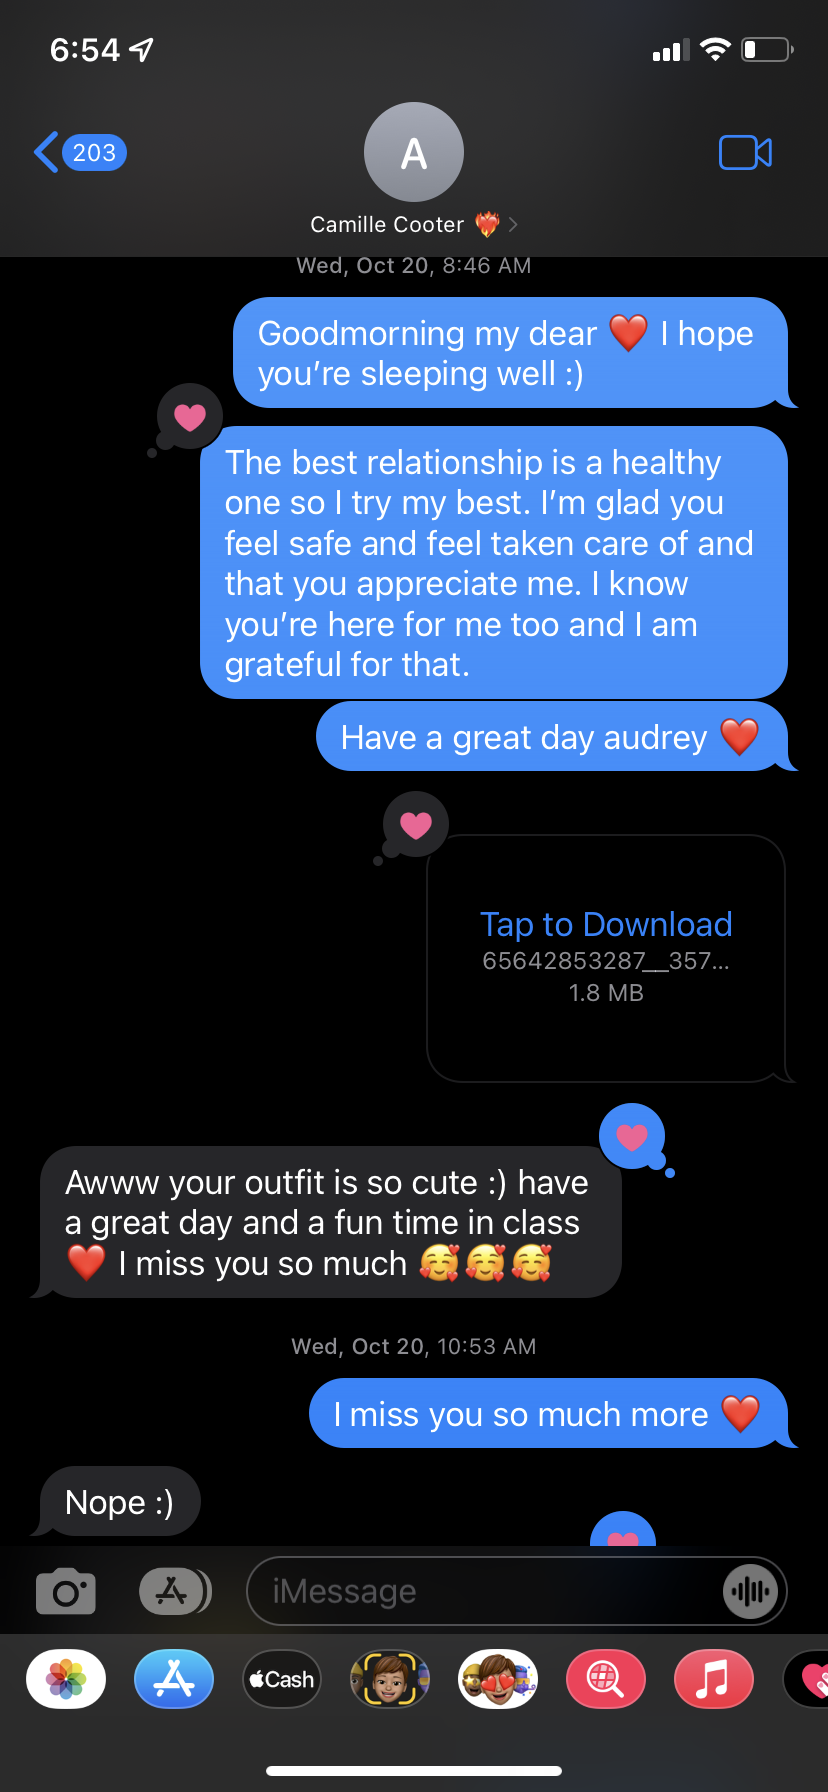 6:54
203
A
Camille Cooter ❤️‍🔥
Wed, Oct 20, 8:46 AM
Goodmorning my dear ❤️ I hope
you’re sleeping well :)
The best relationship is a healthy
one so I try my best. I’m glad you
feel safe and feel taken care of and
that you appreciate me. I know
you’re here for me too and I am
grateful for that.
Have a great day audrey ❤️
Tap to Download
65642853287__357...
1.8 MB
Awww your outfit is so cute :) have
a great day and a fun time in class
❤️ I miss you so much 🥰🥰🥰
Wed, Oct 20, 10:53 AM
I miss you so much more ❤️
Nope :)
iMessage
Cash